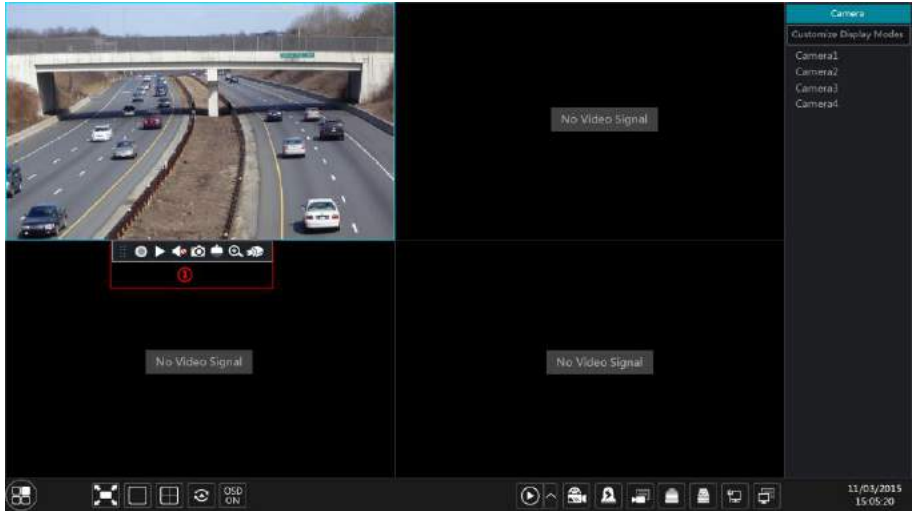 Camera
Customize Display Modes
Camera1
Camera2
Camera3
Camera4
No Video Signal
①
No Video Signal
No Video Signal
OSD
ON
11/03/2015
15:05:20